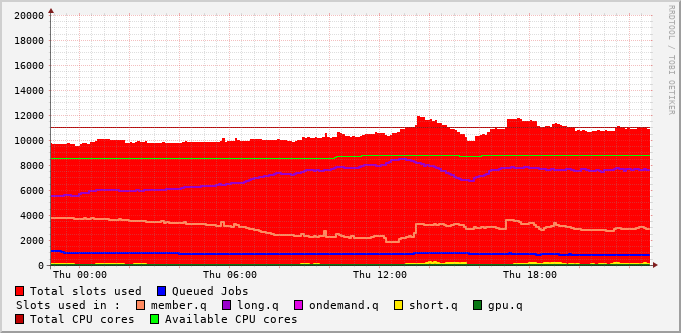 RRDTOOL / TOBI OETIKER
20000
18000
16000
14000
12000
10000
8000
6000
4000
2000
0
Thu 00:00 Thu 06:00 Thu 12:00 Thu 18:00
Total slots used Queued Jobs
Slots used in : member.q long.q ondemand.q short.q gpu.q
Total CPU cores Available CPU cores